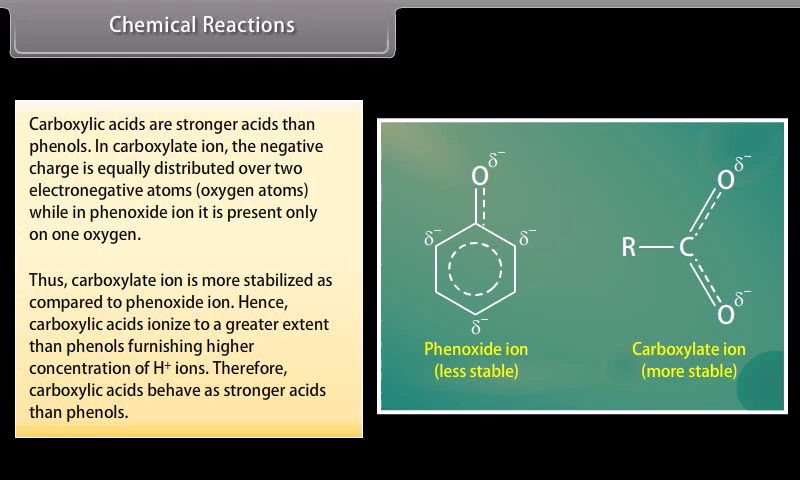 Chemical Reactions
Carboxylic acids are stronger acids than
phenols. In carboxylate ion, the negative
charge is equally distributed over two
electronegative atoms (oxygen atoms)
while in phenoxide ion it is present only
on one oxygen.
Thus, carboxylate ion is more stabilized as
compared to phenoxide ion. Hence,
carboxylic acids ionize to a greater extent
than phenols furnishing higher
concentration of H⁺ ions. Therefore,
carboxylic acids behave as stronger acids
than phenols.
O δ⁻
δ⁻ δ⁻
δ⁻
Phenoxide ion
(less stable)
O δ⁻
R C
O δ⁻
Carboxylate ion
(more stable)